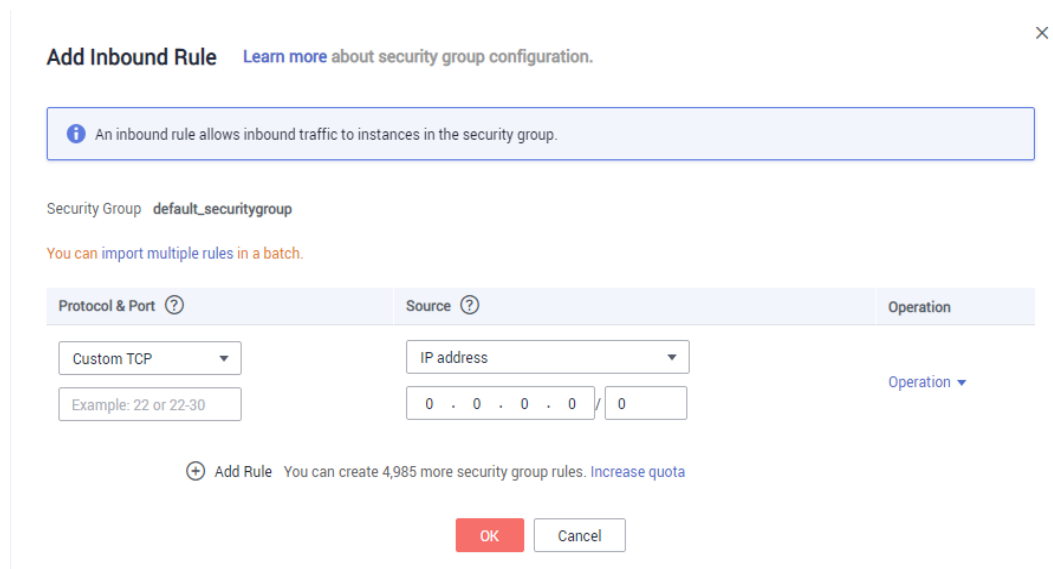 Add Inbound Rule Learn more about security group configuration.
An inbound rule allows inbound traffic to instances in the security group.
Security Group default_securitygroup
You can import multiple rules in a batch.
Protocol & Port Source Operation
Custom TCP IP address
Operation
Example: 22 or 22-30 0 . 0 . 0 . 0 / 0
Add Rule You can create 4,985 more security group rules. Increase quota
OK Cancel